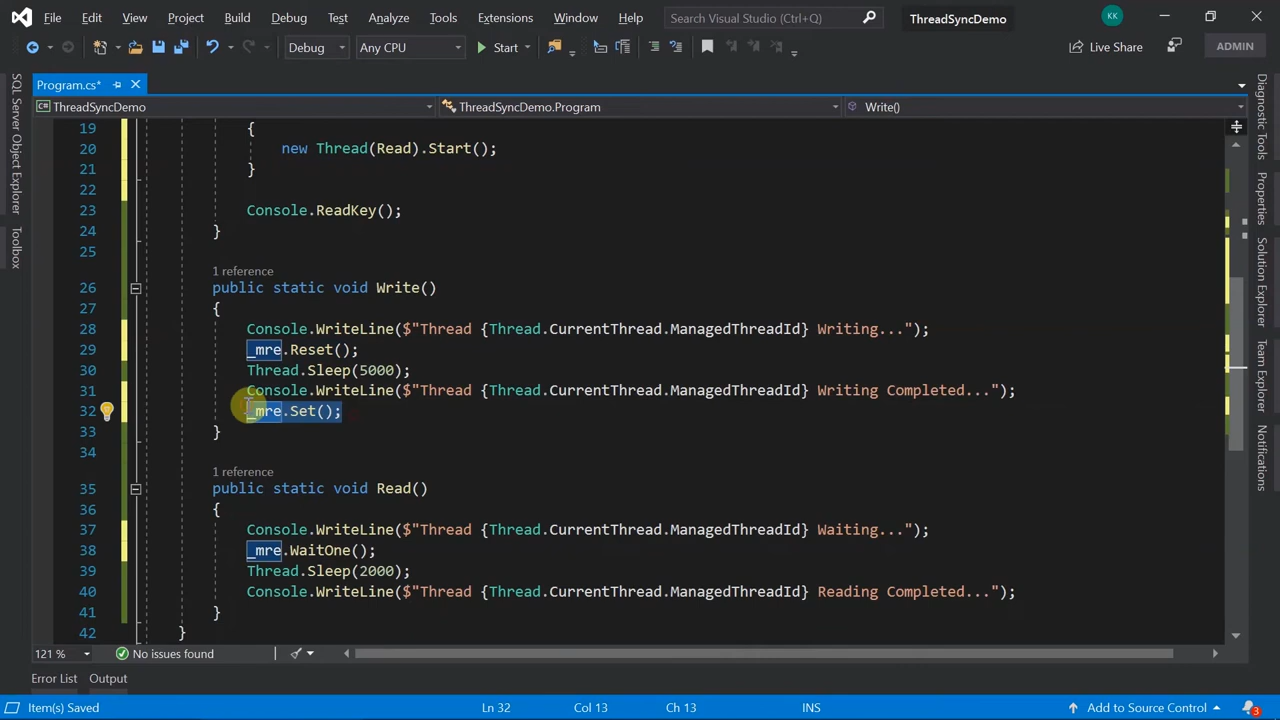 File Edit View Project Build Debug Test Analyze Tools Extensions Window Help Search Visual Studio (Ctrl+Q) ThreadSyncDemo KK
Debug Any CPU Start Live Share ADMIN
Program.cs*
ThreadSyncDemo ThreadSyncDemo.Program Write()
SQL Server Object Explorer
Toolbox
19 {
20 new Thread(Read).Start();
21 }
22
23 Console.ReadKey();
24 }
25
1 reference
26 public static void Write()
27 {
28 Console.WriteLine($"Thread {Thread.CurrentThread.ManagedThreadId} Writing...");
29 _mre.Reset();
30 Thread.Sleep(5000);
31 Console.WriteLine($"Thread {Thread.CurrentThread.ManagedThreadId} Writing Completed...");
32 _mre.Set();
33 }
34
1 reference
35 public static void Read()
36 {
37 Console.WriteLine($"Thread {Thread.CurrentThread.ManagedThreadId} Waiting...");
38 _mre.WaitOne();
39 Thread.Sleep(2000);
40 Console.WriteLine($"Thread {Thread.CurrentThread.ManagedThreadId} Reading Completed...");
41 }
42 }
Diagnostic Tools
Properties
Solution Explorer
Team Explorer
Notifications
121 % No issues found
Error List Output
Item(s) Saved Ln 32 Col 13 Ch 13 INS Add to Source Control 3